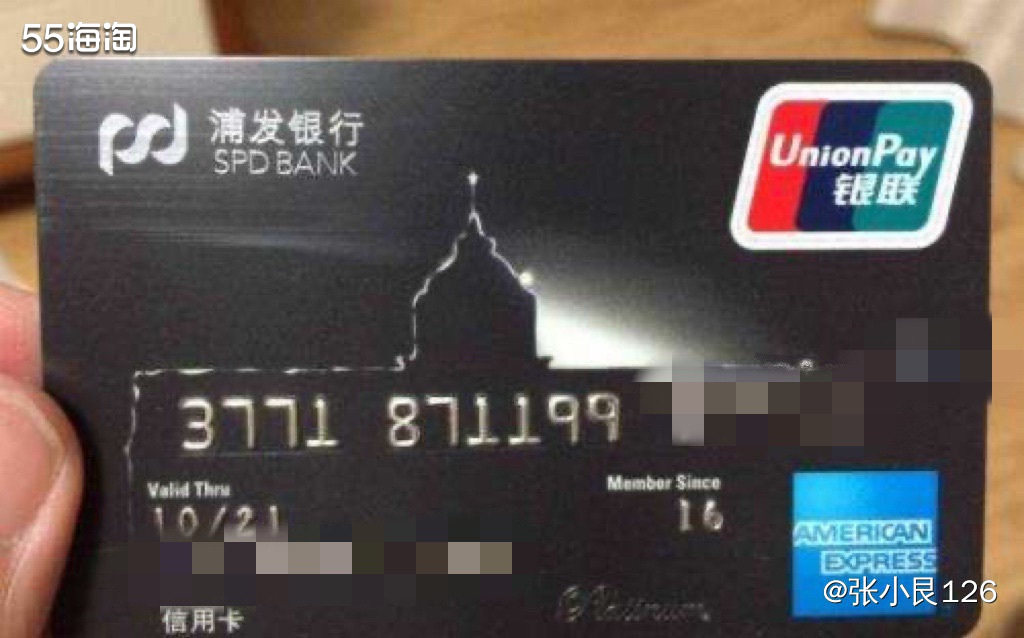 55海淘
浦发银行
SPD BANK
UnionPay
银联
3771 871199
Valid Thru
10/21
Member Since
16
AMERICAN
EXPRESS
@张小艮126
信用卡
Platinum